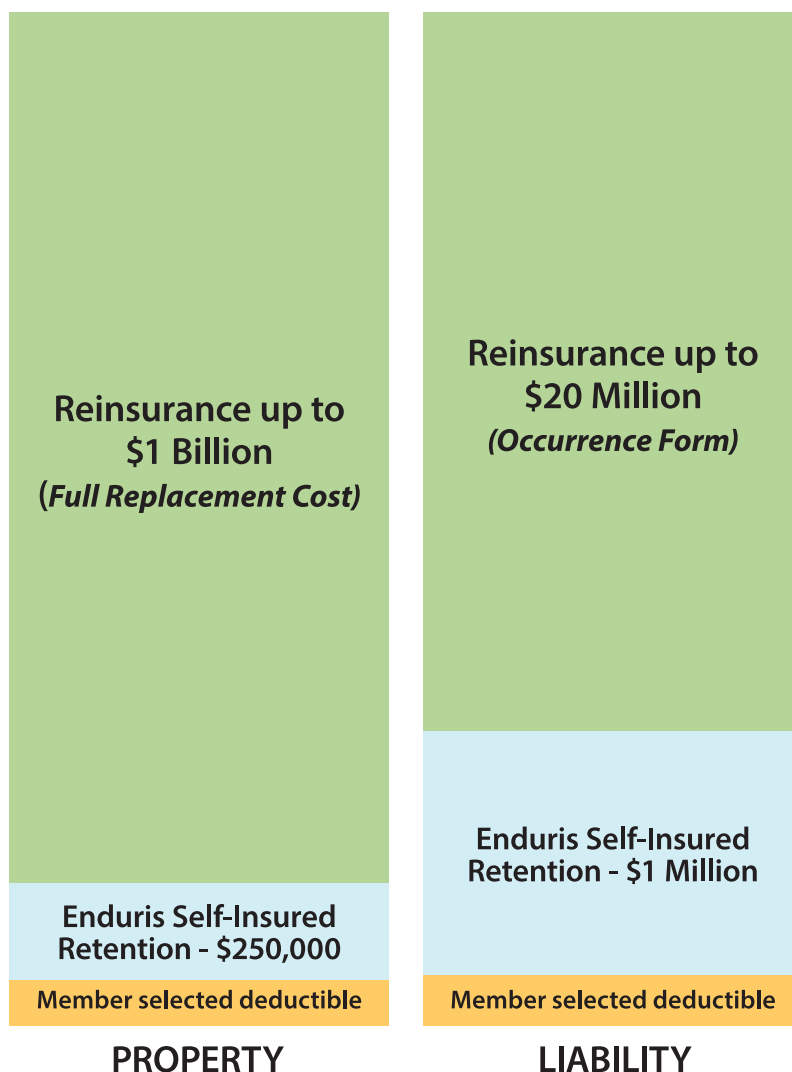 Reinsurance up to
$1 Billion
(Full Replacement Cost)
Enduris Self-Insured
Retention - $250,000
Member selected deductible
PROPERTY
Reinsurance up to
$20 Million
(Occurrence Form)
Enduris Self-Insured
Retention - $1 Million
Member selected deductible
LIABILITY